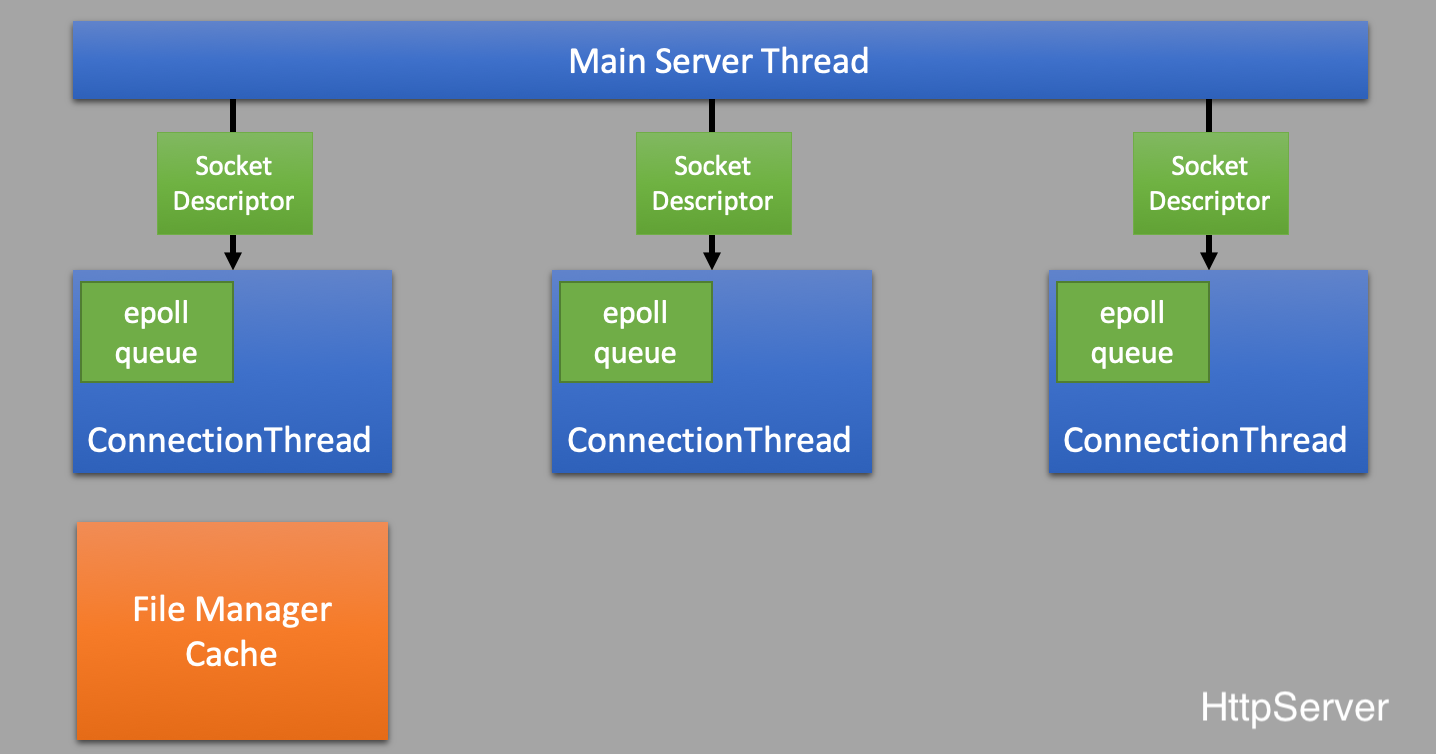 Main Server Thread
Socket
Descriptor
Socket
Descriptor
Socket
Descriptor
epoll
queue
ConnectionThread
epoll
queue
ConnectionThread
epoll
queue
ConnectionThread
File Manager
Cache
HttpServer